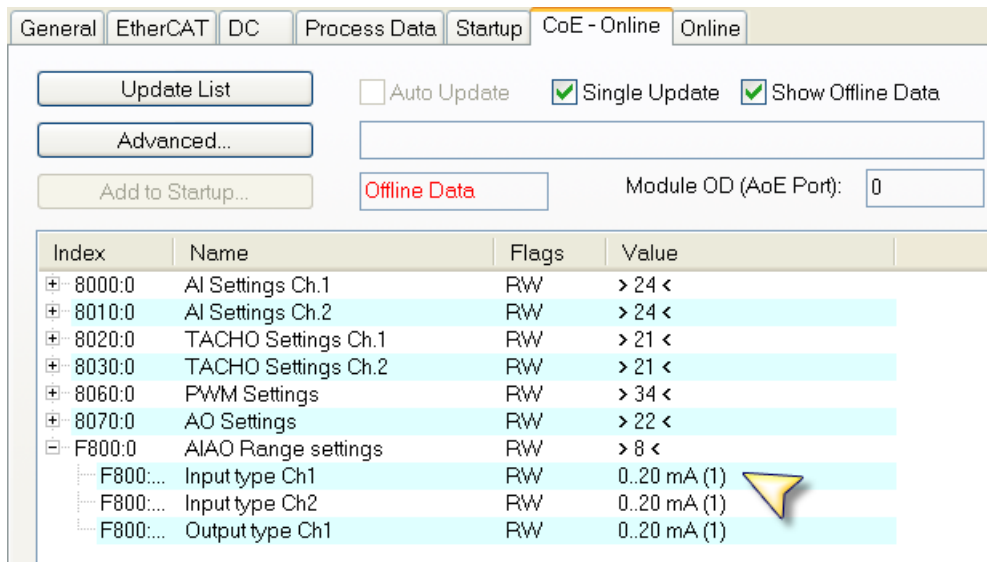 General EtherCAT DC Process Data Startup CoE - Online Online
Update List Auto Update Single Update Show Offline Data
Advanced...
Add to Startup... Offline Data Module OD (AoE Port): 0
Index Name Flags Value
8000:0 AI Settings Ch.1 RW > 24 <
8010:0 AI Settings Ch.2 RW > 24 <
8020:0 TACHO Settings Ch.1 RW > 21 <
8030:0 TACHO Settings Ch.2 RW > 21 <
8060:0 PWM Settings RW > 34 <
8070:0 AO Settings RW > 22 <
F800:0 AIAO Range settings RW > 8 <
F800:... Input type Ch1 RW 0..20 mA (1)
F800:... Input type Ch2 RW 0..20 mA (1)
F800:... Output type Ch1 RW 0..20 mA (1)